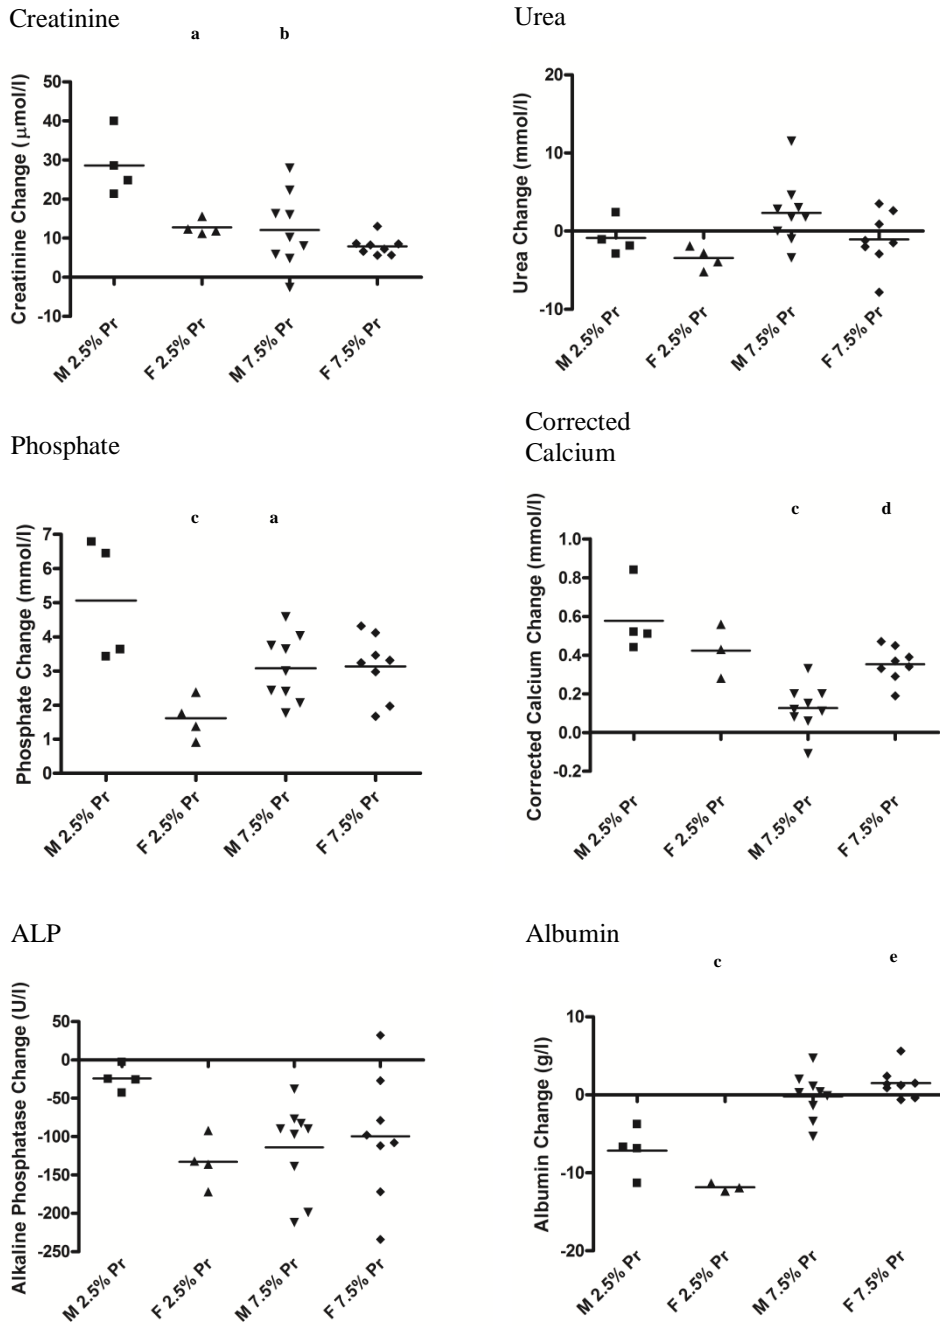 Creatinine
a b
Creatinine Change (μmol/l)
50
40
30
20
10
0
-10
M 2.5% Pr
F 2.5% Pr
M 7.5% Pr
F 7.5% Pr
Urea
Urea Change (mmol/l)
20
10
0
-10
M 2.5% Pr
F 2.5% Pr
M 7.5% Pr
F 7.5% Pr
Phosphate
c a
Phosphate Change (mmol/l)
7
6
5
4
3
2
1
0
M 2.5% Pr
F 2.5% Pr
M 7.5% Pr
F 7.5% Pr
Corrected
Calcium
c d
Corrected Calcium Change (mmol/l)
1.0
0.8
0.6
0.4
0.2
0.0
-0.2
M 2.5% Pr
F 2.5% Pr
M 7.5% Pr
F 7.5% Pr
ALP
Alkaline Phosphatase Change (U/l)
50
0
-50
-100
-150
-200
-250
M 2.5% Pr
F 2.5% Pr
M 7.5% Pr
F 7.5% Pr
Albumin
c e
Albumin Change (g/l)
10
0
-10
-20
M 2.5% Pr
F 2.5% Pr
M 7.5% Pr
F 7.5% Pr